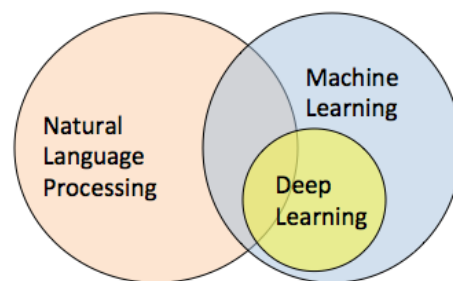 Natural
Language
Processing
Machine
Learning
Deep
Learning